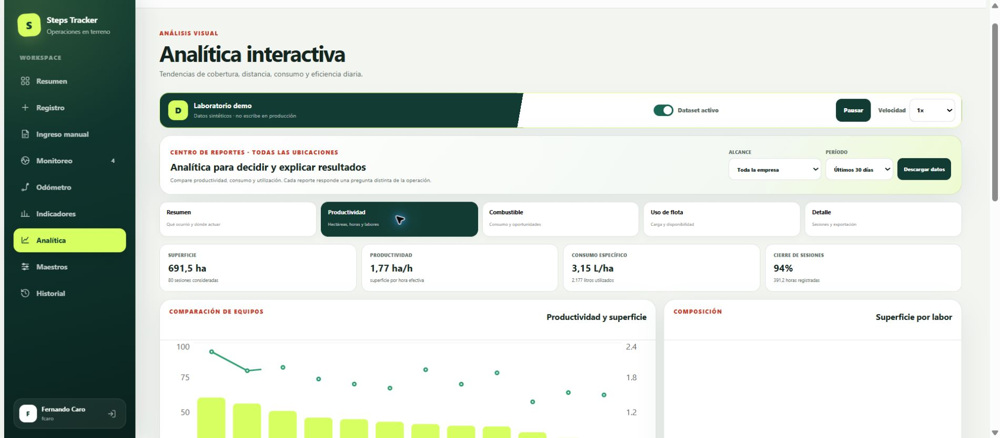 S
Steps Tracker
Operaciones en terreno
WORKSPACE
Resumen
Registro
Ingreso manual
Monitoreo 4
Odómetro
Indicadores
Analítica
Maestros
Historial
F
Fernando Caro
fcaro
ANÁLISIS VISUAL
Analítica interactiva
Tendencias de cobertura, distancia, consumo y eficiencia diaria.
D
Laboratorio demo
Datos sintéticos · no escribe en producción
Dataset activo
Pausar
Velocidad
1×
CENTRO DE REPORTES · TODAS LAS UBICACIONES
Analítica para decidir y explicar resultados
Compare productividad, consumo y utilización. Cada reporte responde una pregunta distinta de la operación.
ALCANCE
Toda la empresa
PERÍODO
Últimos 30 días
Descargar datos
Resumen
Qué ocurrió y dónde actuar
Productividad
Hectáreas, horas y labores
Combustible
Consumo y oportunidades
Uso de flota
Carga y disponibilidad
Detalle
Sesiones y exportación
SUPERFICIE
691,5 ha
80 sesiones consideradas
PRODUCTIVIDAD
1,77 ha/h
superficie por hora efectiva
CONSUMO ESPECÍFICO
3,15 L/ha
2.177 litros utilizados
CIERRE DE SESIONES
94%
391,2 horas registradas
COMPARACIÓN DE EQUIPOS
Productividad y superficie
100
75
50
2.4
1.8
1.2
COMPOSICIÓN
Superficie por labor